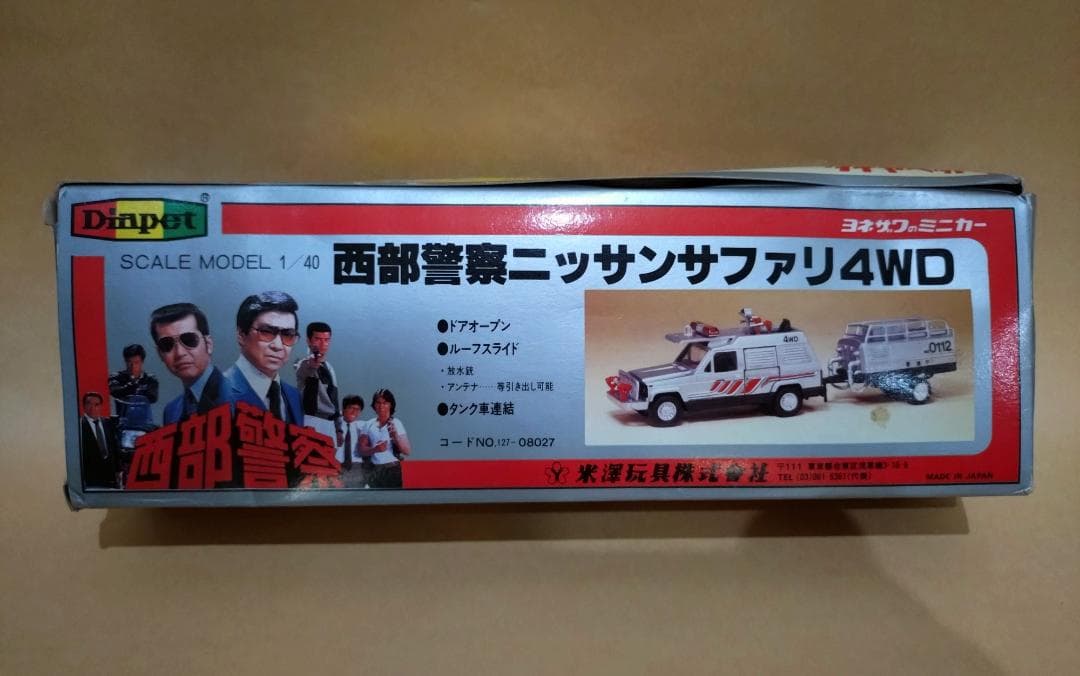 Diapet
®
ヨネザワのミニカー
SCALE MODEL 1/40
西部警察ニッサンサファリ4WD
●ドアオープン
●ルーフスライド
・放水銃
・アンテナ……等引き出し可能
●タンク車連結
コードNO.127-08027
4WD
0112
西部警察
米澤玩具株式會社
〒111
MADE IN JAPAN